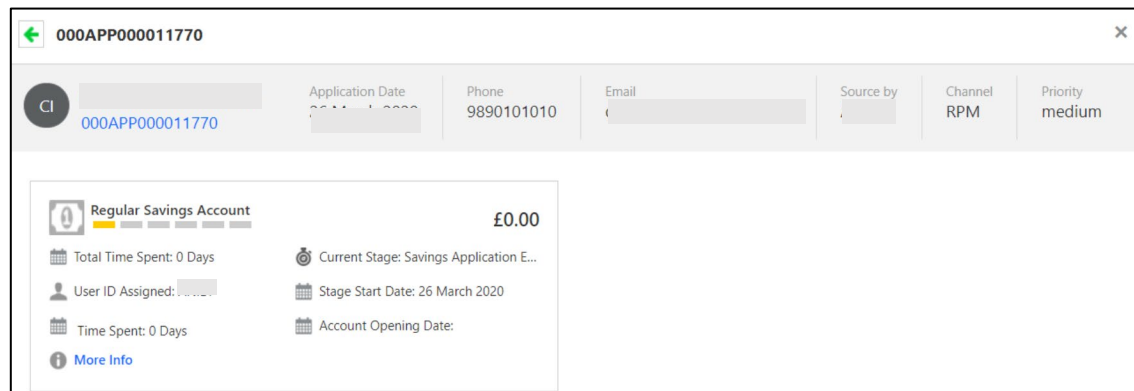 000APP000011770
CI
000APP000011770
Application Date
Phone
9890101010
Email
Source by
Channel
RPM
Priority
medium
Regular Savings Account
£0.00
Total Time Spent: 0 Days
Current Stage: Savings Application E...
User ID Assigned:
Stage Start Date: 26 March 2020
Time Spent: 0 Days
Account Opening Date:
More Info